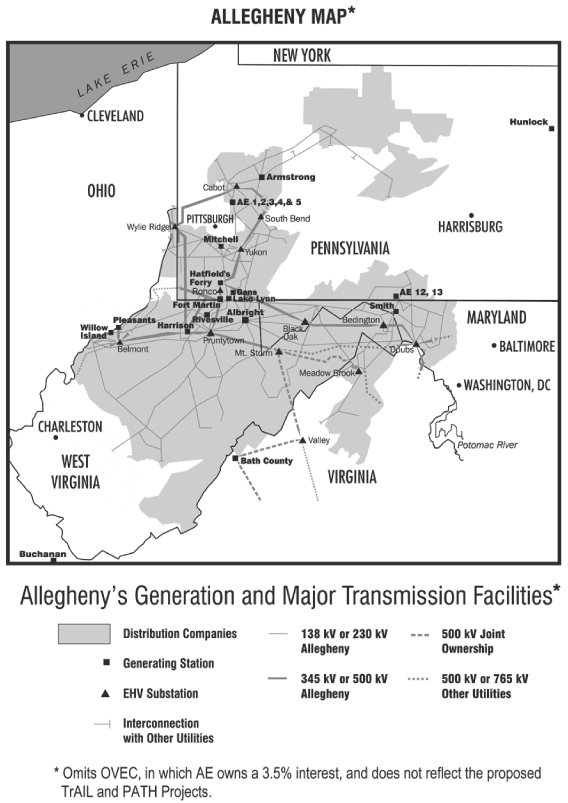 ALLEGHENY MAP*
LAKE ERIE
NEW YORK
CLEVELAND
Hunlock
OHIO
Armstrong
Cabot
AE 1,2,3,4,& 5
South Bend
Wylie Ridge
PITTSBURGH
HARRISBURG
Mitchell
PENNSYLVANIA
Yukon
Hatfield's
Ferry
Ronco
Gans
Lake Lynn
AE 12, 13
Fort Martin
Smith
Rivesville
Albright
MARYLAND
Pleasants
Willow
Island
Harrison
Black
Oak
Bedington
Belmont
Pruntytown
Doubs
BALTIMORE
Mt. Storm
Meadow Brook
WASHINGTON, DC
CHARLESTON
Valley
Potomac River
WEST
VIRGINIA
Bath County
VIRGINIA
Buchanan
Allegheny's Generation and Major Transmission Facilities*
Distribution Companies
138 kV or 230 kV
Allegheny
500 kV Joint
Ownership
Generating Station
EHV Substation
345 kV or 500 kV
Allegheny
500 kV or 765 kV
Other Utilities
Interconnection
with Other Utilities
* Omits OVEC, in which AE owns a 3.5% interest, and does not reflect the proposed
TrAIL and PATH Projects.